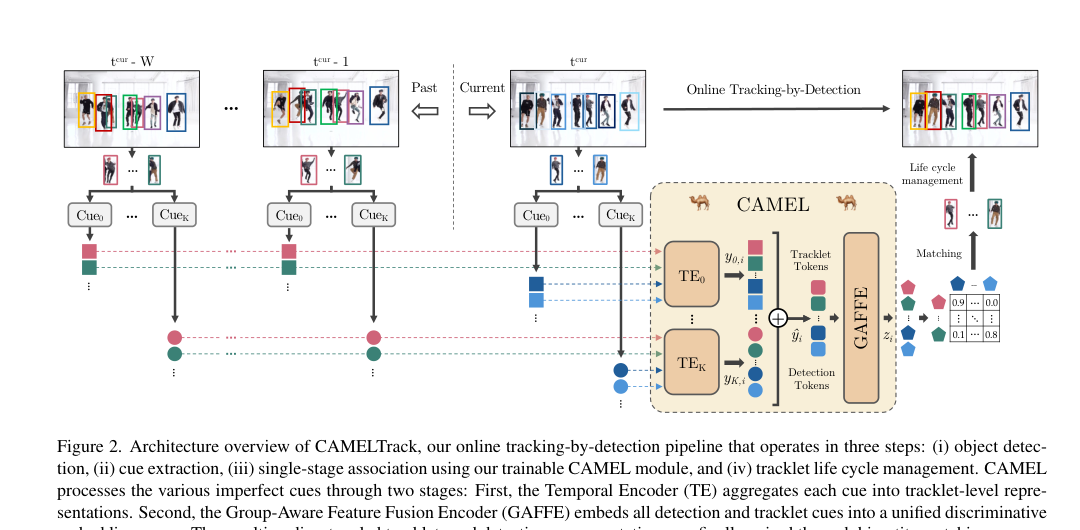 t^cur - W
t^cur - 1
t^cur
Past
Current
Online Tracking-by-Detection
Life cycle
management
Cue0
...
CueK
Cue0
...
CueK
Cue0
...
CueK
CAMEL
TE0
y0,i
TEK
yK,i
Tracklet
Tokens
ŷi
Detection
Tokens
GAFFE
zi
Matching
0.9 ... 0.0
0.1 ... 0.8
Figure 2. Architecture overview of CAMELTrack, our online tracking-by-detection pipeline that operates in three steps: (i) object detec-
tion, (ii) cue extraction, (iii) single-stage association using our trainable CAMEL module, and (iv) tracklet life cycle management. CAMEL
processes the various imperfect cues through two stages: First, the Temporal Encoder (TE) aggregates each cue into tracklet-level repre-
sentations. Second, the Group-Aware Feature Fusion Encoder (GAFFE) embeds all detection and tracklet cues into a unified discriminative